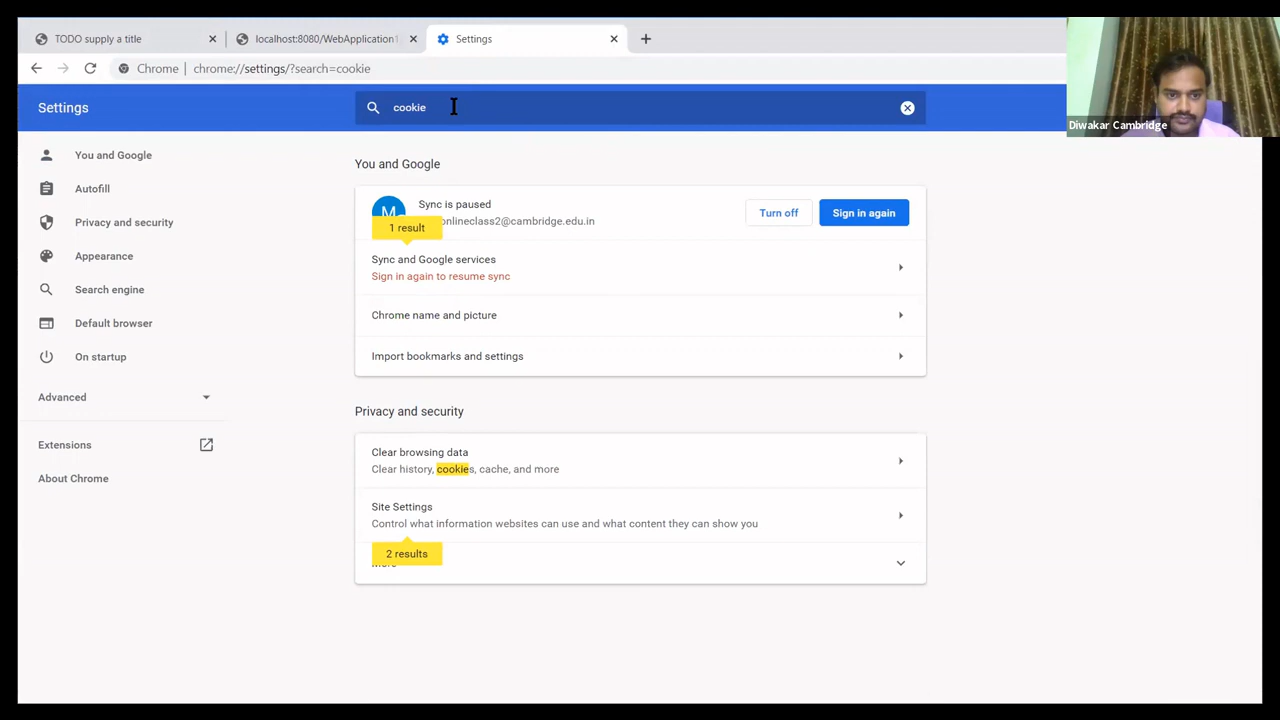 TODO supply a title
localhost:8080/WebApplication1
Settings
Chrome | chrome://settings/?search=cookie
Settings
cookie
Diwakar Cambridge
You and Google
Autofill
Privacy and security
Appearance
Search engine
Default browser
On startup
Advanced
Extensions
About Chrome
You and Google
M
Sync is paused
onlineclass2@cambridge.edu.in
Turn off
Sign in again
1 result
Sync and Google services
Sign in again to resume sync
Chrome name and picture
Import bookmarks and settings
Privacy and security
Clear browsing data
Clear history, cookies, cache, and more
Site Settings
Control what information websites can use and what content they can show you
2 results